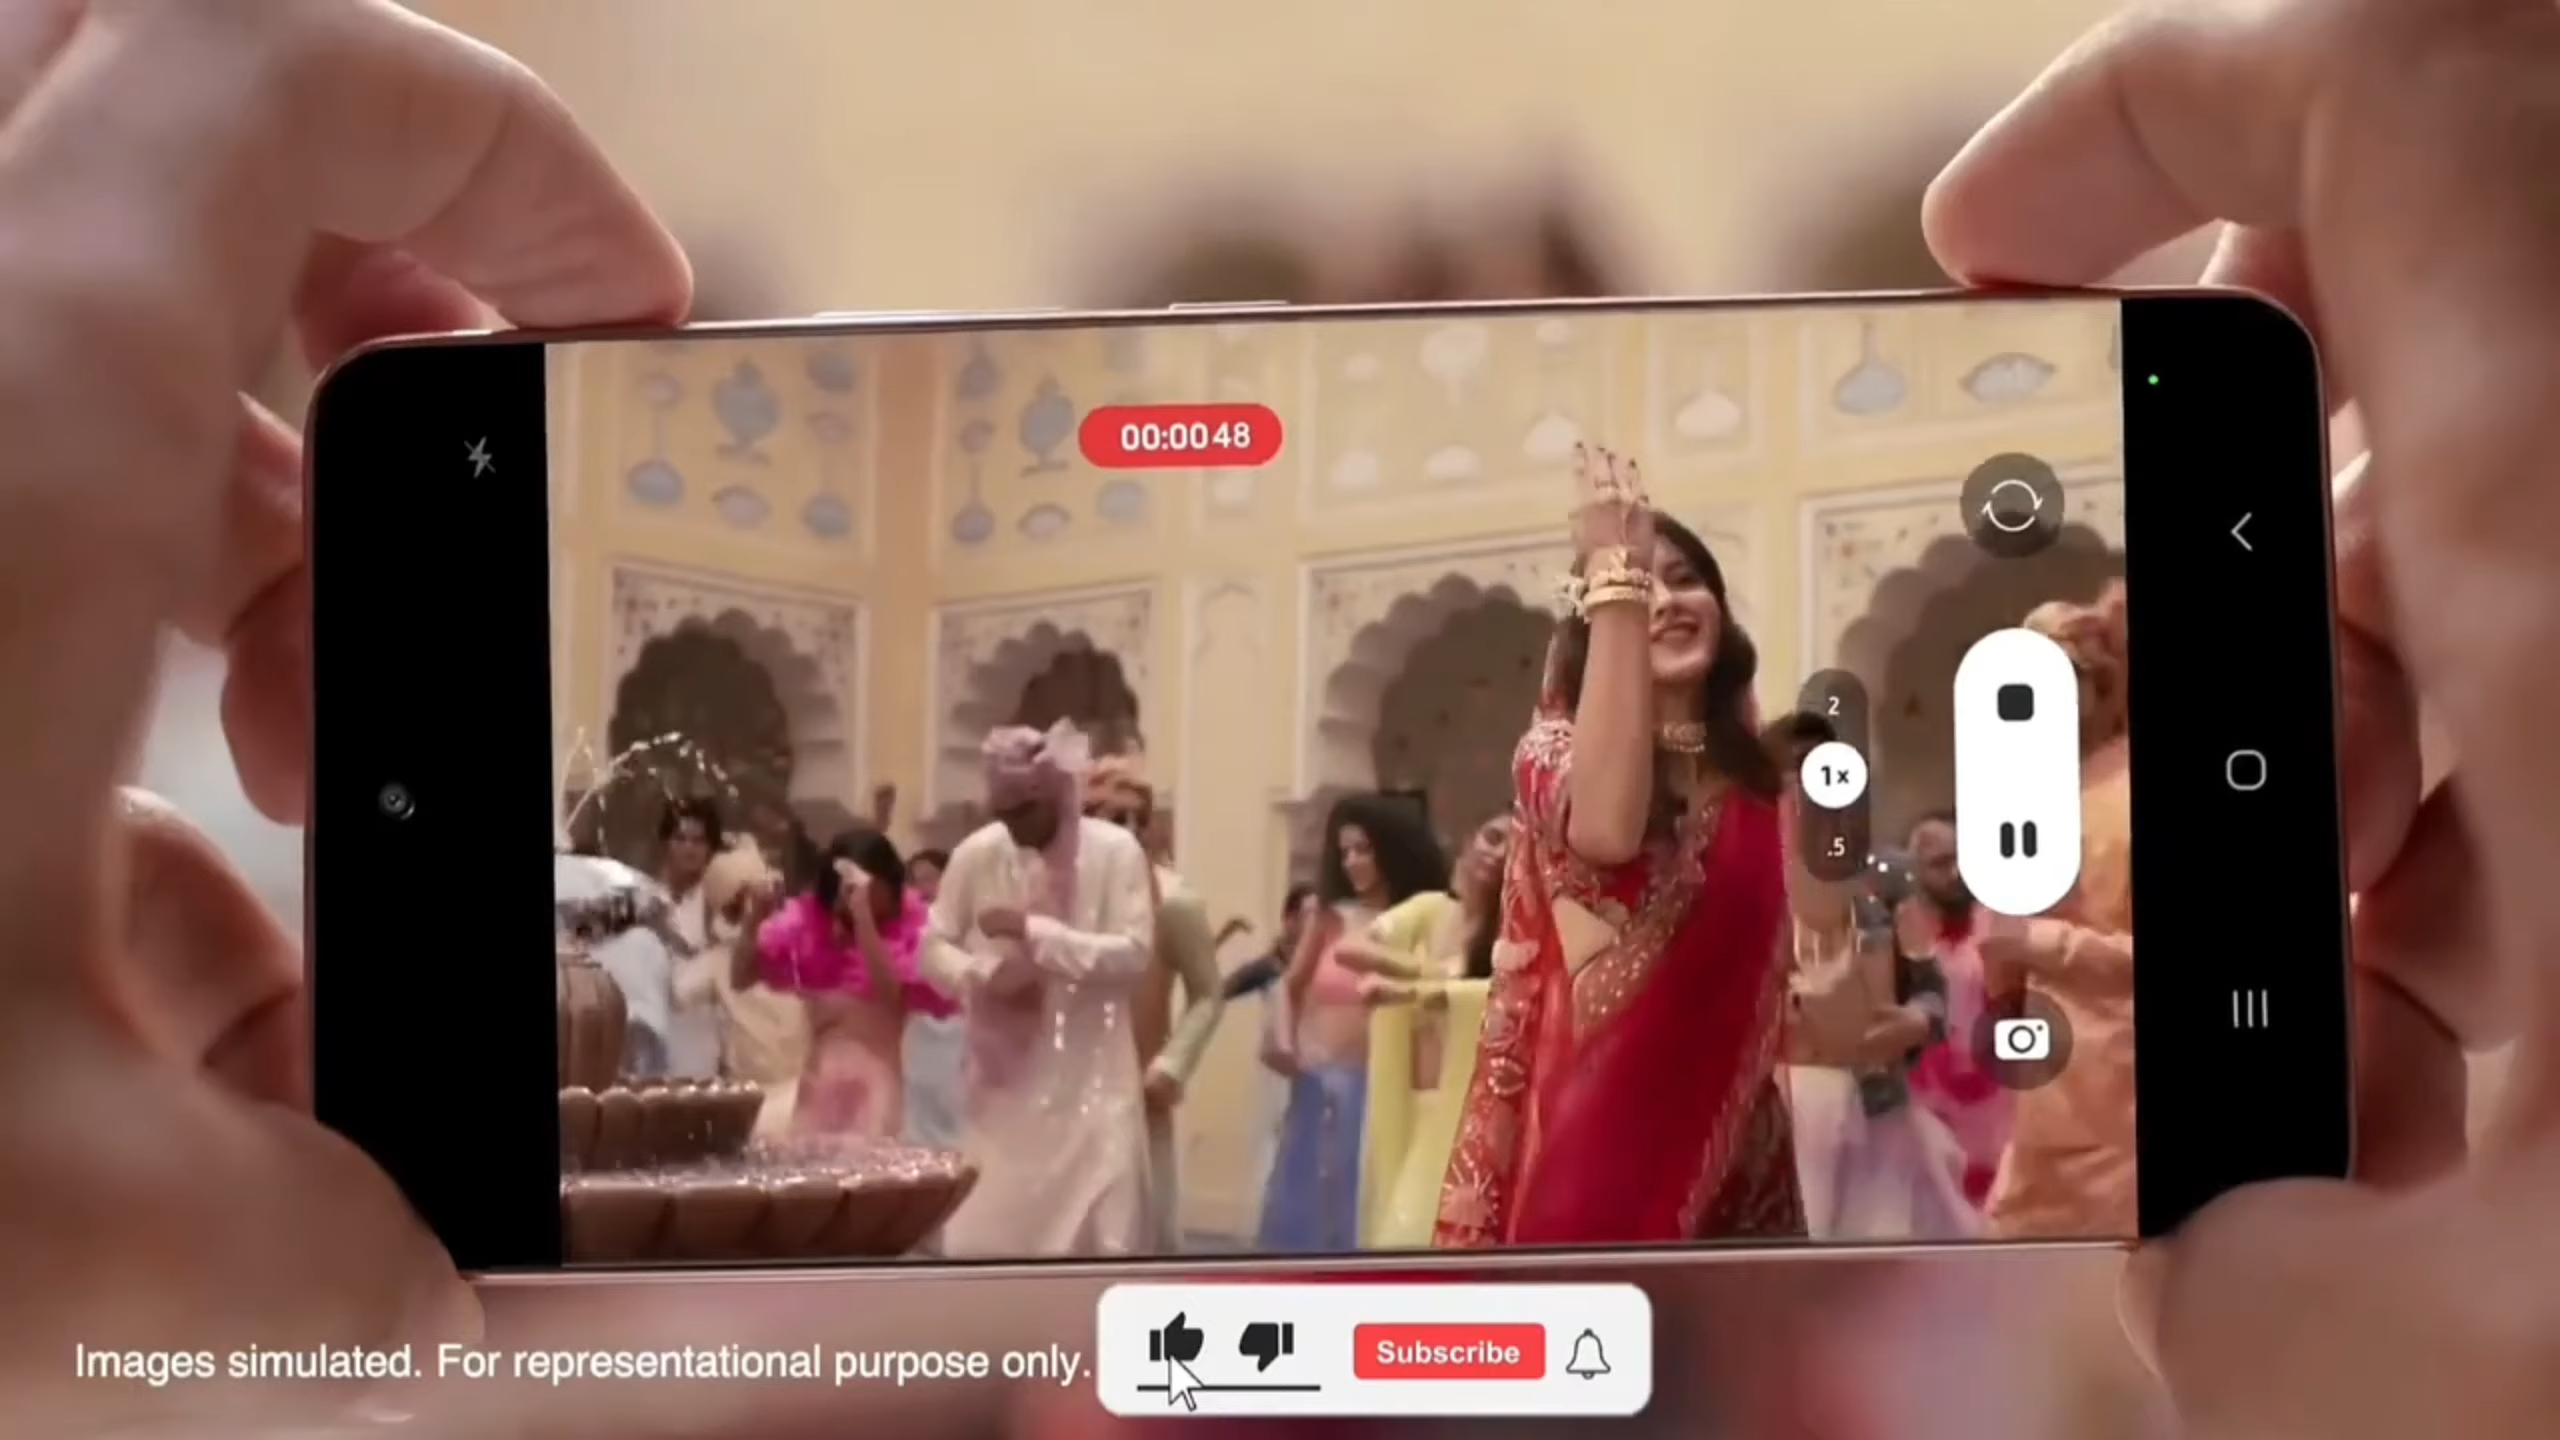 00:00 48
2
1x
.5
Images simulated. For representational purpose only.
Subscribe